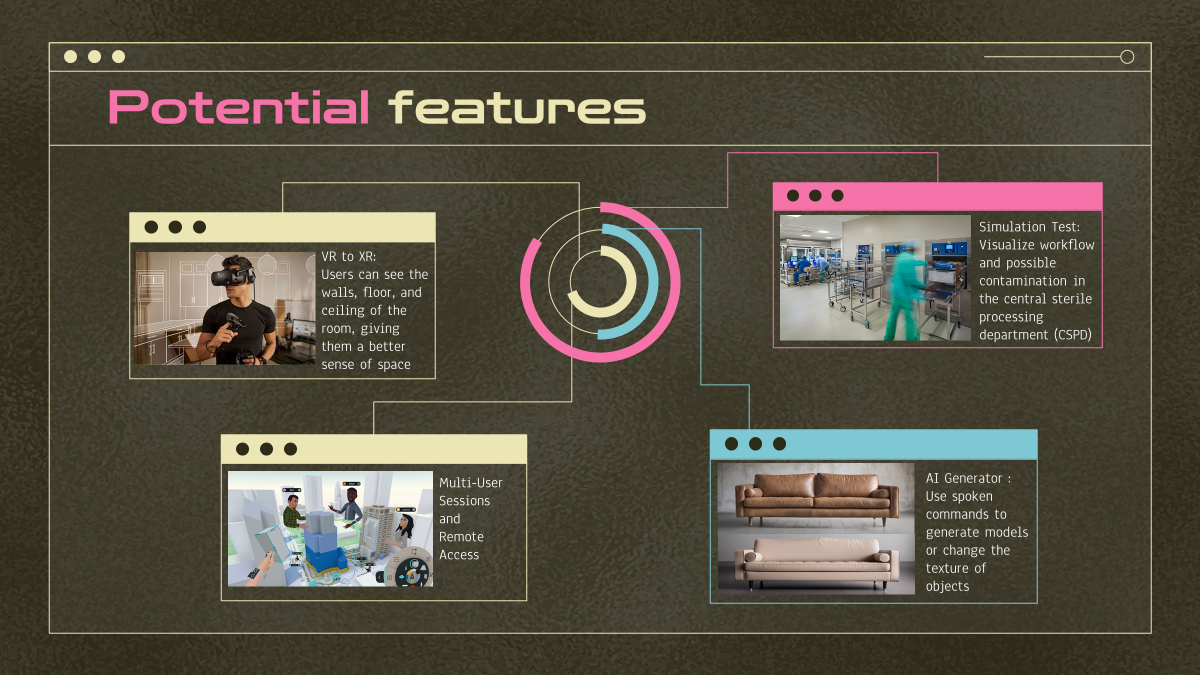 Potential features
VR to XR:
Users can see the
walls, floor, and
ceiling of the
room, giving
them a better
sense of space
Simulation Test:
Visualize workflow
and possible
contamination in
the central sterile
processing
department (CSPD)
Multi-User
Sessions
and
Remote
Access
AI Generator :
Use spoken
commands to
generate models
or change the
texture of
objects